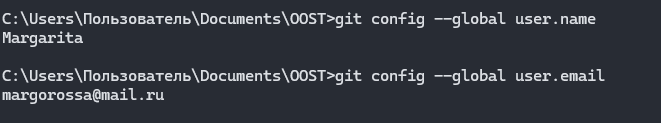 C:\Users\Пользователь\Documents\OOST>git config --global user.name
Margarita
C:\Users\Пользователь\Documents\OOST>git config --global user.email
margorossa@mail.ru